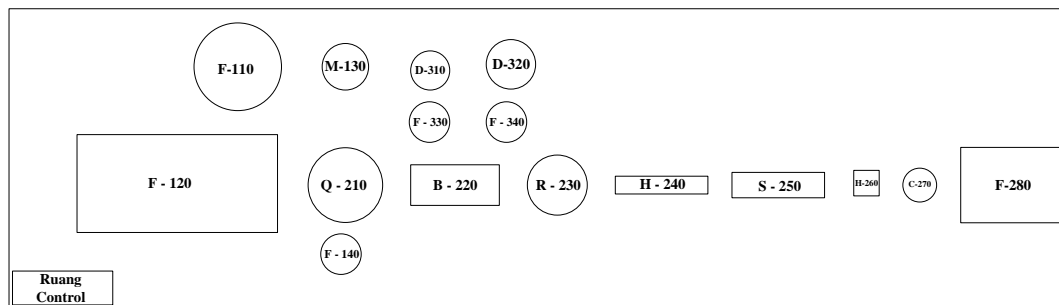 F-110
M-130
D-310
D-320
F - 330
F - 340
F - 120
Q - 210
B - 220
R - 230
H - 240
S - 250
H-260
C-270
F-280
F - 140
Ruang
Control